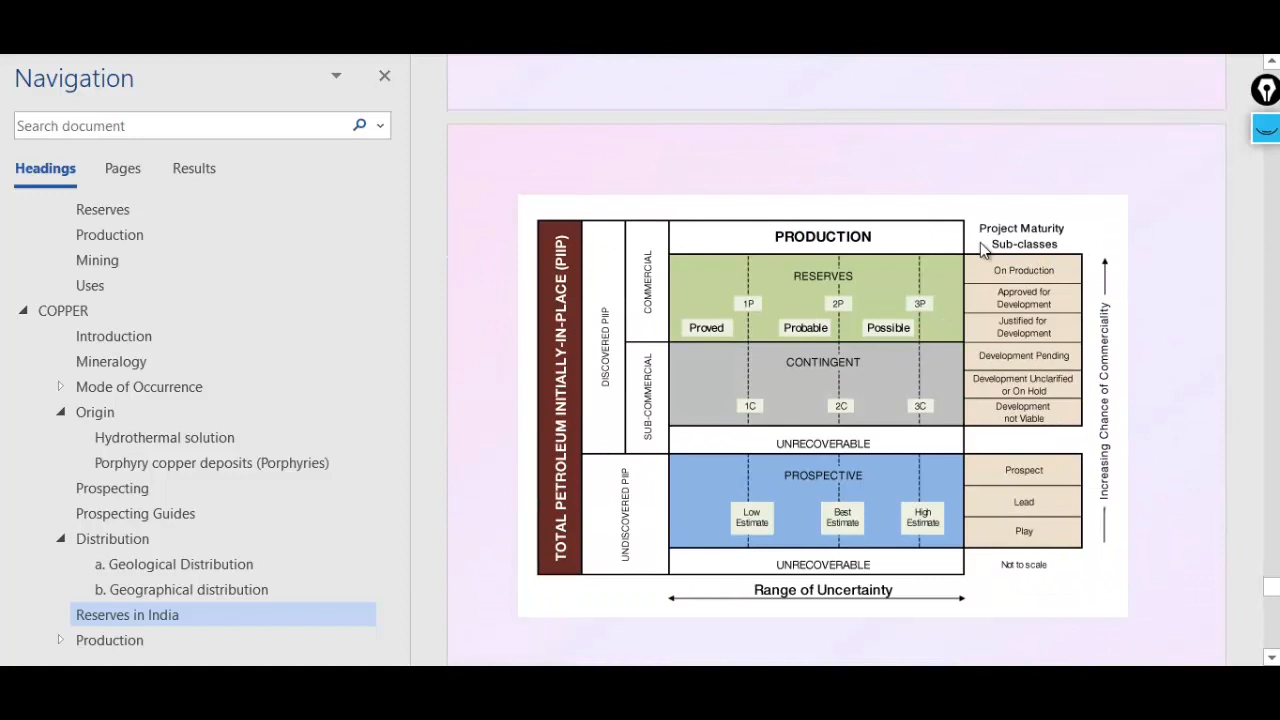 Navigation
Search document
Headings
Pages
Results
Reserves
Production
Mining
Uses
COPPER
Introduction
Mineralogy
Mode of Occurrence
Origin
Hydrothermal solution
Porphyry copper deposits (Porphyries)
Prospecting
Prospecting Guides
Distribution
a. Geological Distribution
b. Geographical distribution
Reserves in India
Production
TOTAL PETROLEUM INITIALLY-IN-PLACE (PIIP)
DISCOVERED PIIP
UNDISCOVERED PIIP
COMMERCIAL
SUB-COMMERCIAL
PRODUCTION
RESERVES
1P
2P
3P
Proved
Probable
Possible
CONTINGENT
1C
2C
3C
UNRECOVERABLE
PROSPECTIVE
Low
Estimate
Best
Estimate
High
Estimate
UNRECOVERABLE
Range of Uncertainty
Project Maturity
Sub-classes
On Production
Approved for
Development
Justified for
Development
Development Pending
Development Unclarified
or On Hold
Development
not Viable
Prospect
Lead
Play
Not to scale
Increasing Chance of Commerciality